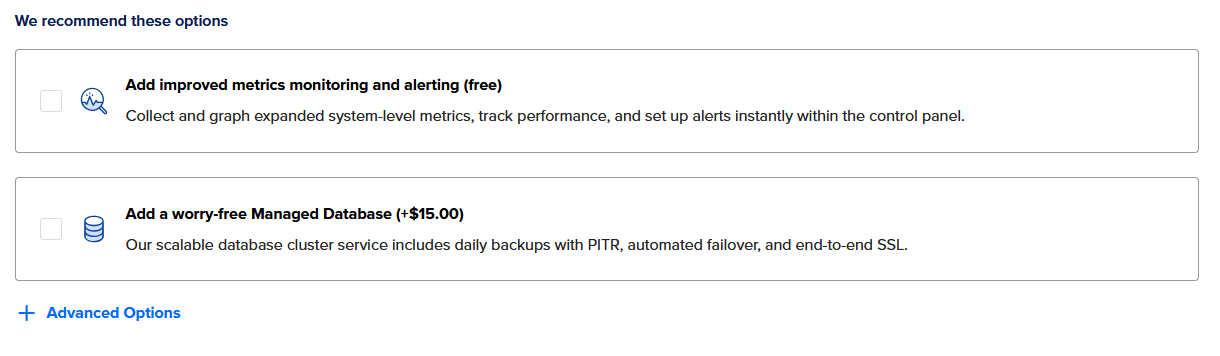 We recommend these options
Add improved metrics monitoring and alerting (free)
Collect and graph expanded system-level metrics, track performance, and set up alerts instantly within the control panel.
Add a worry-free Managed Database (+$15.00)
Our scalable database cluster service includes daily backups with PITR, automated failover, and end-to-end SSL.
+ Advanced Options